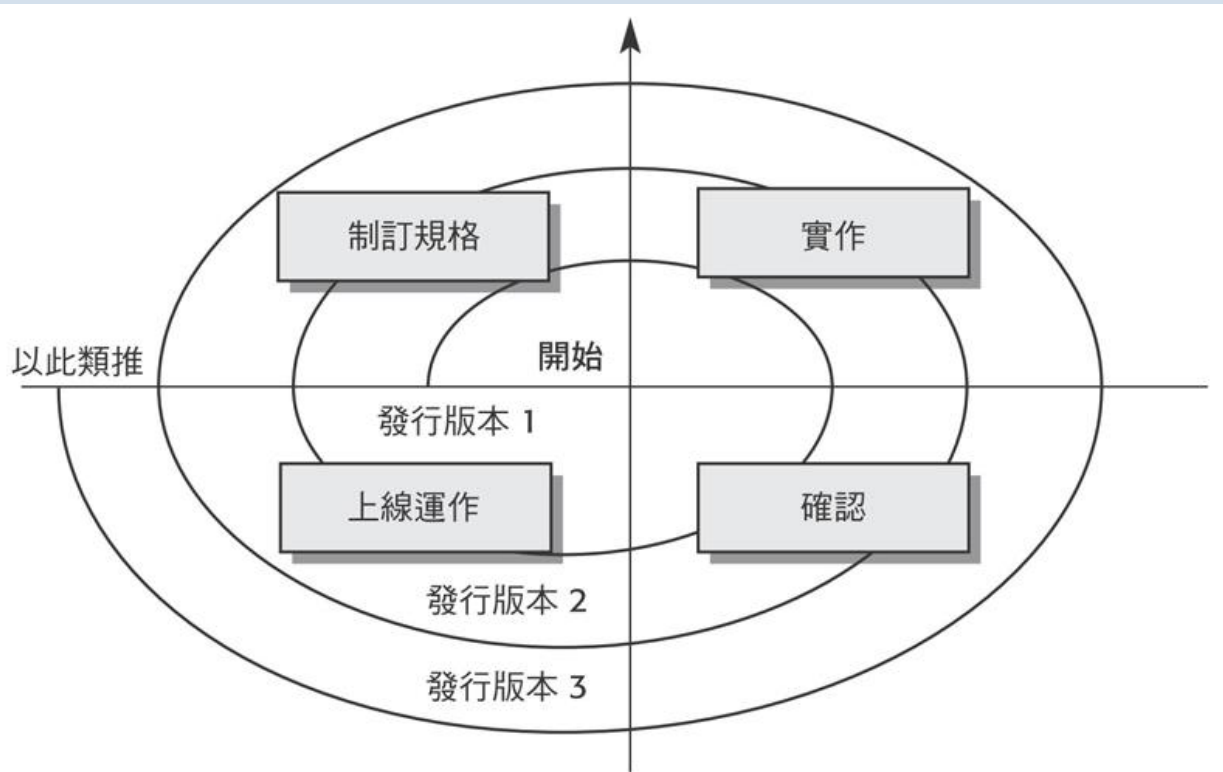 制訂規格
實作
以此類推
開始
發行版本 1
上線運作
確認
發行版本 2
發行版本 3